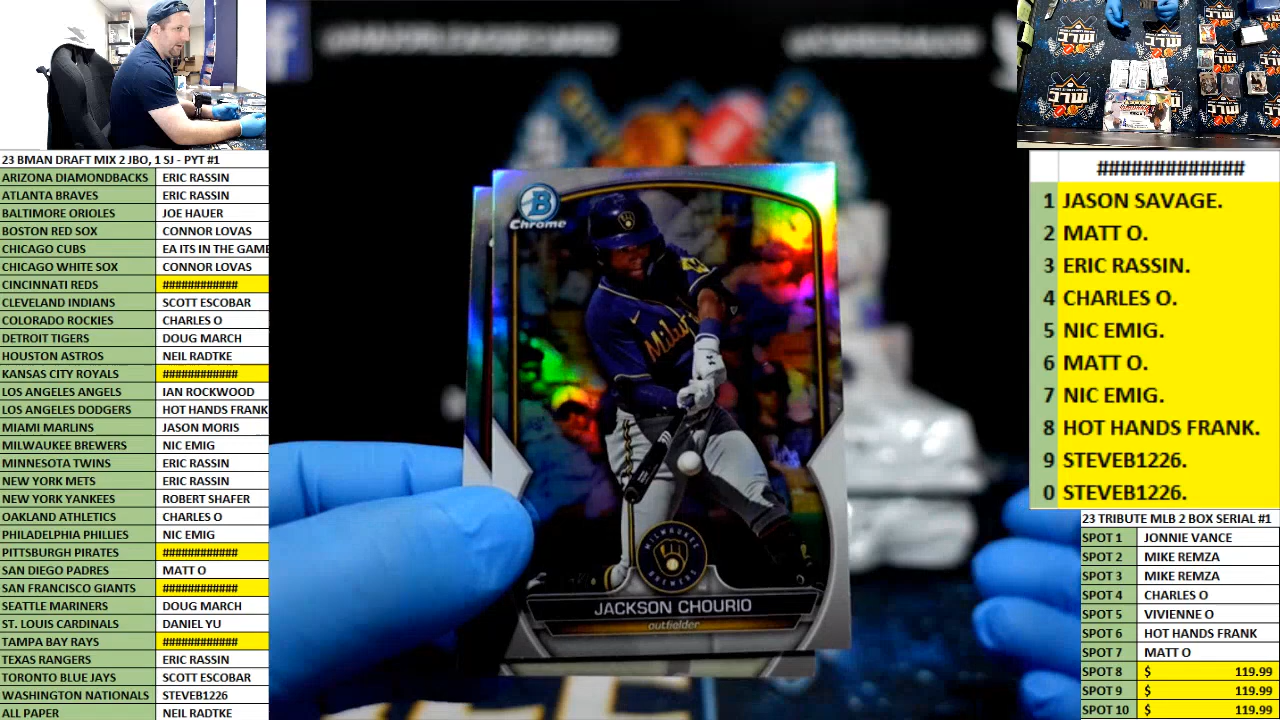 23 BMAN DRAFT MIX 2 JBO, 1 SJ - PYT #1
ARIZONA DIAMONDBACKS ERIC RASSIN
ATLANTA BRAVES ERIC RASSIN
BALTIMORE ORIOLES JOE HAUER
BOSTON RED SOX CONNOR LOVAS
CHICAGO CUBS EA ITS IN THE GAME
CHICAGO WHITE SOX CONNOR LOVAS
CINCINNATI REDS ############
CLEVELAND INDIANS SCOTT ESCOBAR
COLORADO ROCKIES CHARLES O
DETROIT TIGERS DOUG MARCH
HOUSTON ASTROS NEIL RADTKE
KANSAS CITY ROYALS ############
LOS ANGELES ANGELS IAN ROCKWOOD
LOS ANGELES DODGERS HOT HANDS FRANK
MIAMI MARLINS JASON MORIS
MILWAUKEE BREWERS NIC EMIG
MINNESOTA TWINS ERIC RASSIN
NEW YORK METS ERIC RASSIN
NEW YORK YANKEES ROBERT SHAFER
OAKLAND ATHLETICS CHARLES O
PHILADELPHIA PHILLIES NIC EMIG
PITTSBURGH PIRATES ############
SAN DIEGO PADRES MATT O
SAN FRANCISCO GIANTS ############
SEATTLE MARINERS DOUG MARCH
ST. LOUIS CARDINALS DANIEL YU
TAMPA BAY RAYS ############
TEXAS RANGERS ERIC RASSIN
TORONTO BLUE JAYS SCOTT ESCOBAR
WASHINGTON NATIONALS STEVEB1226
ALL PAPER NEIL RADTKE
B
Chrome
Milw
MILWAUKEE
BREWERS
JACKSON CHOURIO
outfielder
##############
1 JASON SAVAGE.
2 MATT O.
3 ERIC RASSIN.
4 CHARLES O.
5 NIC EMIG.
6 MATT O.
7 NIC EMIG.
8 HOT HANDS FRANK.
9 STEVEB1226.
0 STEVEB1226.
23 TRIBUTE MLB 2 BOX SERIAL #1
SPOT 1 JONNIE VANCE
SPOT 2 MIKE REMZA
SPOT 3 MIKE REMZA
SPOT 4 CHARLES O
SPOT 5 VIVIENNE O
SPOT 6 HOT HANDS FRANK
SPOT 7 MATT O
SPOT 8 $ 119.99
SPOT 9 $ 119.99
SPOT 10 $ 119.99